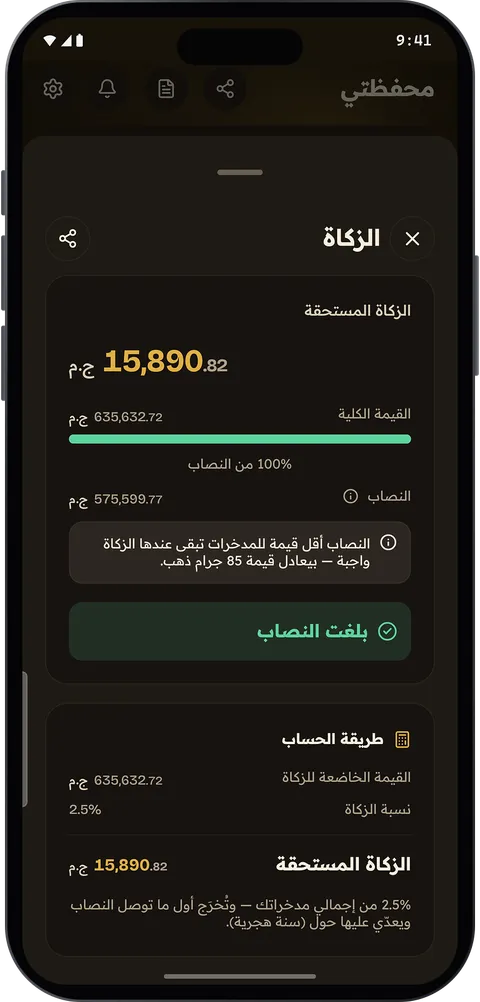 9:41
محفظتي
الزكاة
الزكاة المستحقة
15,890.82 ج.م
القيمة الكلية 635,632.72 ج.م
100% من النصاب
النصاب 575,599.77 ج.م
النصاب أقل قيمة للمدخرات تبقى عندها الزكاة
واجبة — بيعادل قيمة 85 جرام ذهب.
بلغت النصاب
طريقة الحساب
القيمة الخاضعة للزكاة 635,632.72 ج.م
نسبة الزكاة 2.5%
الزكاة المستحقة 15,890.82 ج.م
2.5% من إجمالي مدخراتك — وتُخرَج أول ما توصل النصاب
ويعدّي عليها حول (سنة هجرية).